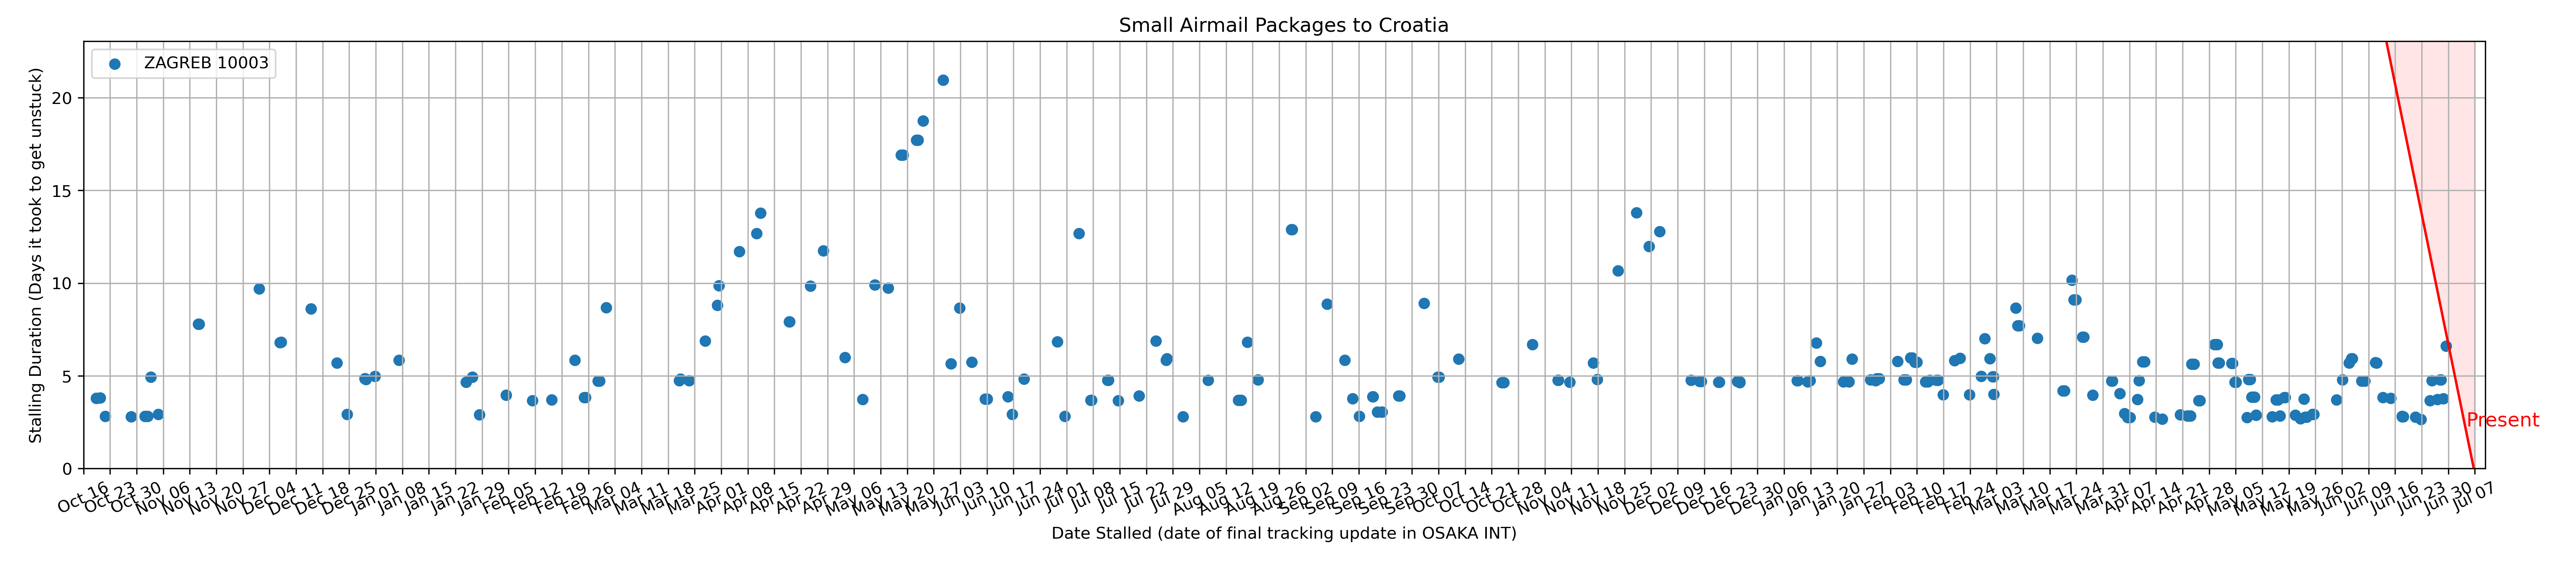 Small Airmail Packages to Croatia
ZAGREB 10003
Stalling Duration (Days it took to get unstuck)
20
15
10
5
0
Present
Oct 16
Oct 23
Oct 30
Nov 06
Nov 13
Nov 20
Nov 27
Dec 04
Dec 11
Dec 18
Dec 25
Jan 01
Jan 08
Jan 15
Jan 22
Jan 29
Feb 05
Feb 12
Feb 19
Feb 26
Mar 04
Mar 11
Mar 18
Mar 25
Apr 01
Apr 08
Apr 15
Apr 22
Apr 29
May 06
May 13
May 20
May 27
Jun 03
Jun 10
Jun 17
Jun 24
Jul 01
Jul 08
Jul 15
Jul 22
Jul 29
Aug 05
Aug 12
Aug 19
Aug 26
Sep 02
Sep 09
Sep 16
Sep 23
Sep 30
Oct 07
Oct 14
Oct 21
Oct 28
Nov 04
Nov 11
Nov 18
Nov 25
Dec 02
Dec 09
Dec 16
Dec 23
Dec 30
Jan 06
Jan 13
Jan 20
Jan 27
Feb 03
Feb 10
Feb 17
Feb 24
Mar 03
Mar 10
Mar 17
Mar 24
Mar 31
Apr 07
Apr 14
Apr 21
Apr 28
May 05
May 12
May 19
May 26
Jun 02
Jun 09
Jun 16
Jun 23
Jun 30
Jul 07
Date Stalled (date of final tracking update in OSAKA INT)